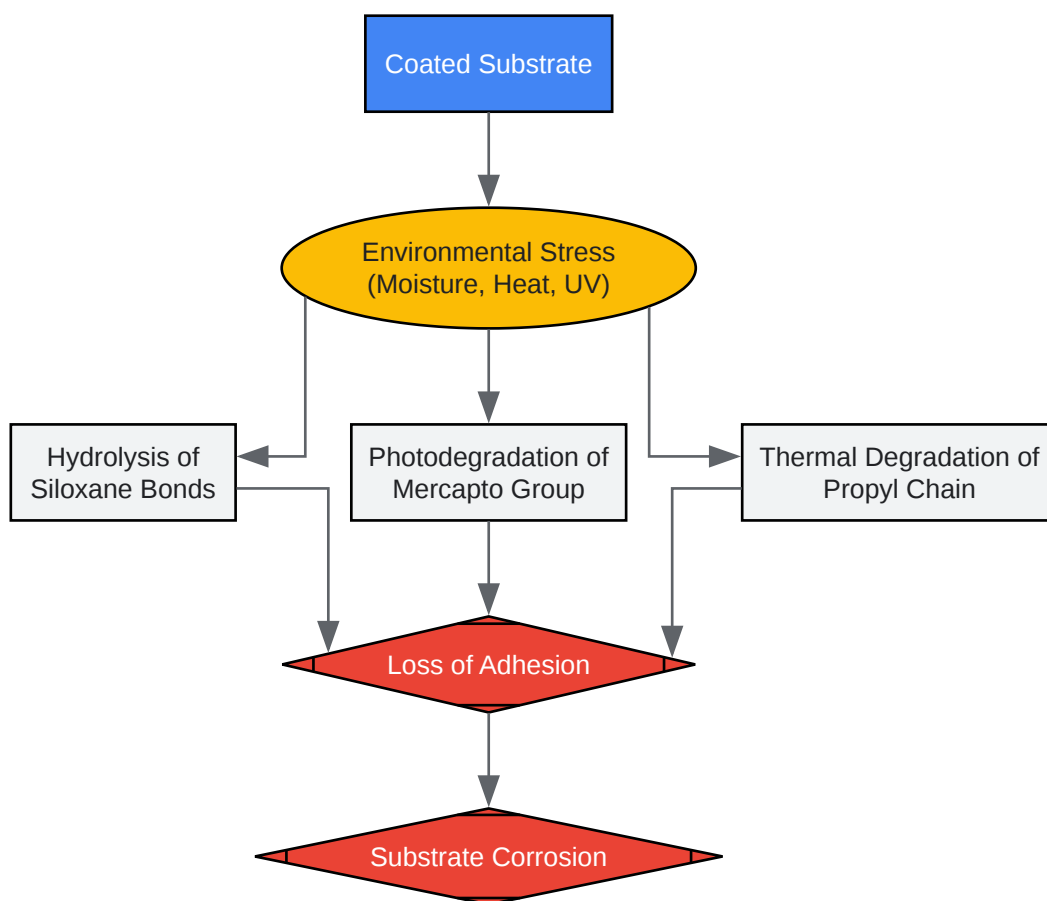 Coated Substrate
Environmental Stress
(Moisture, Heat, UV)
Hydrolysis of
Siloxane Bonds
Photodegradation of
Mercapto Group
Thermal Degradation of
Propyl Chain
Loss of Adhesion
Substrate Corrosion